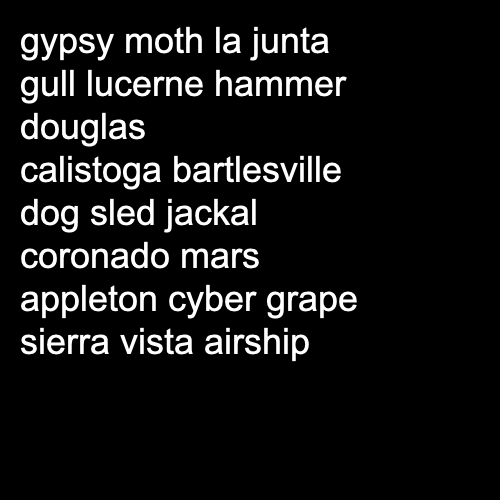 gypsy moth la junta
gull lucerne hammer
douglas
calistoga bartlesville
dog sled jackal
coronado mars
appleton cyber grape
sierra vista airship